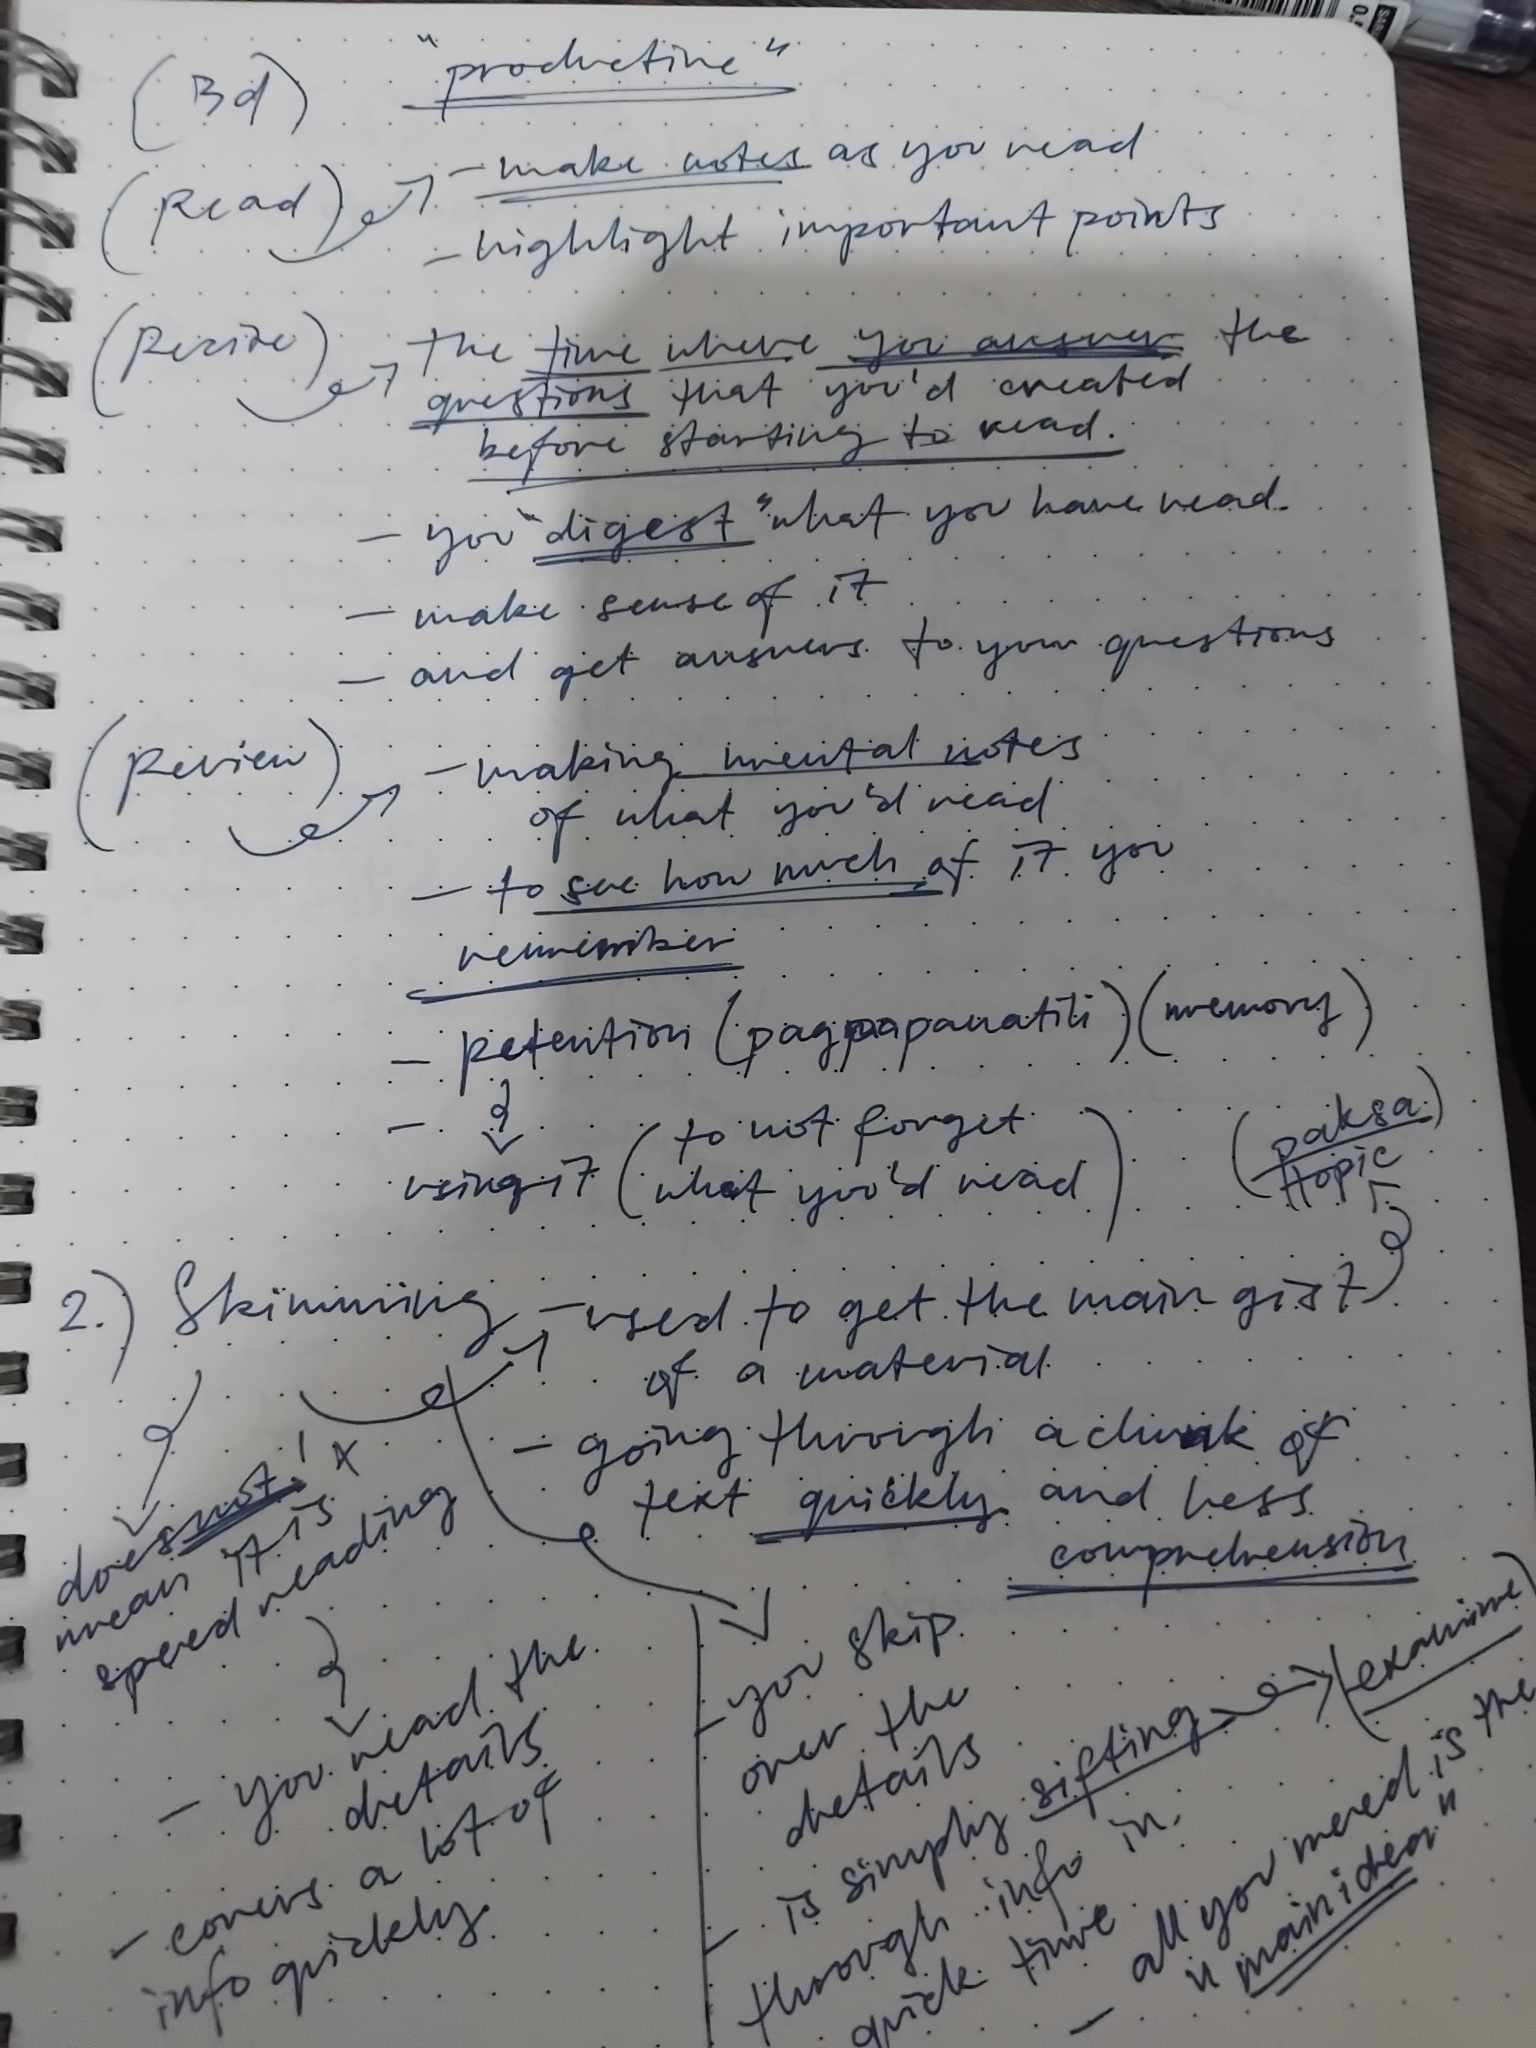 (3d) "productive"
(Read) - make notes as you read
- highlight important points
(Recite) the time where you answer the
questions that you'd created
before starting to read.
- you "digest" what you have read.
- make sense of it
- and get answers to your questions
(Review) - making mental notes
of what you'd read
- to see how much of it you
remember
- Retention (pagpapanatili) (memory)
-
using it (to not forget
what you'd read)
(paksa)
topic
2.) Skimming - used to get the main gist
of a material
- going through a chunk of
text quickly and less
comprehension
does not! x
mean it is
speed reading
- you read the
details
- covers a lot of
info quickly
- you skip
over the
details
- is simply sifting (examine)
through info in
quick time
- all you need is the
"main idea"